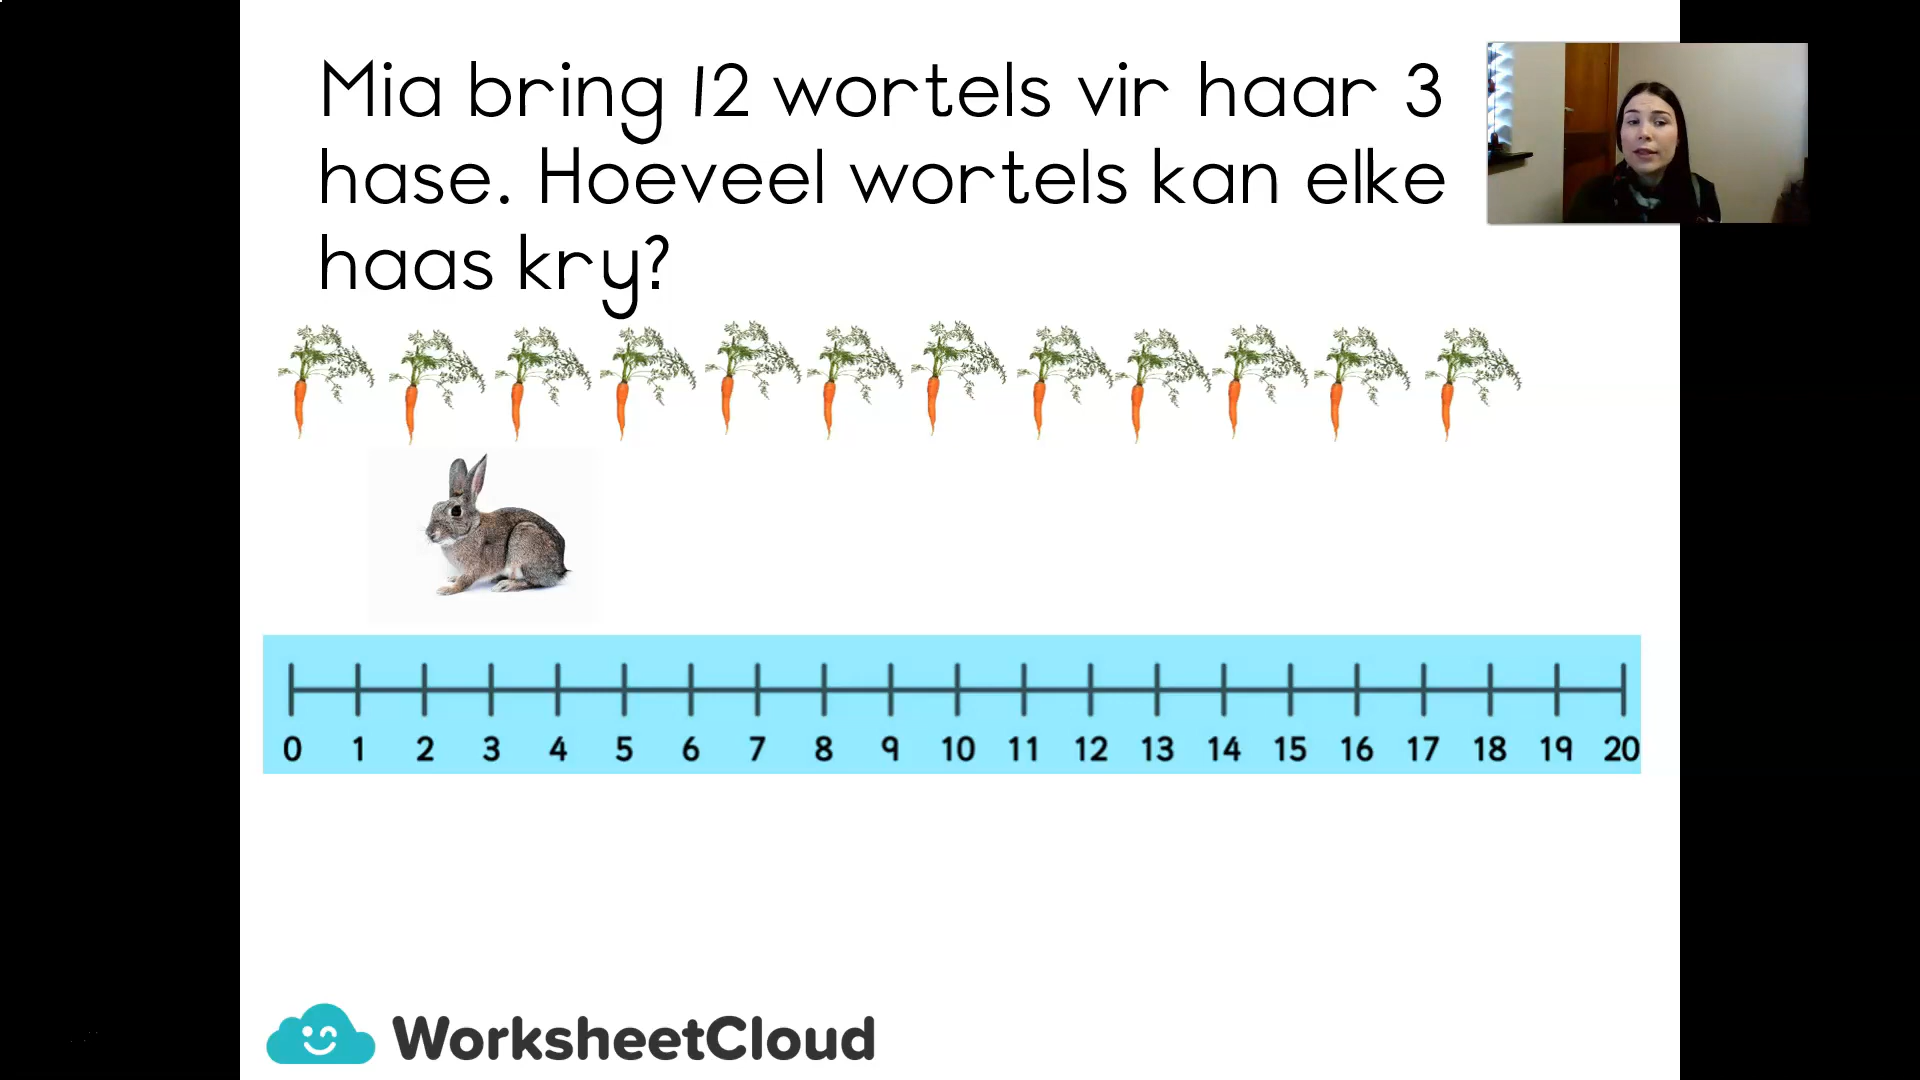 Mia bring 12 wortels vir haar 3
hase. Hoeveel wortels kan elke
haas kry?
0 1 2 3 4 5 6 7 8 9 10 11 12 13 14 15 16 17 18 19 20
WorksheetCloud